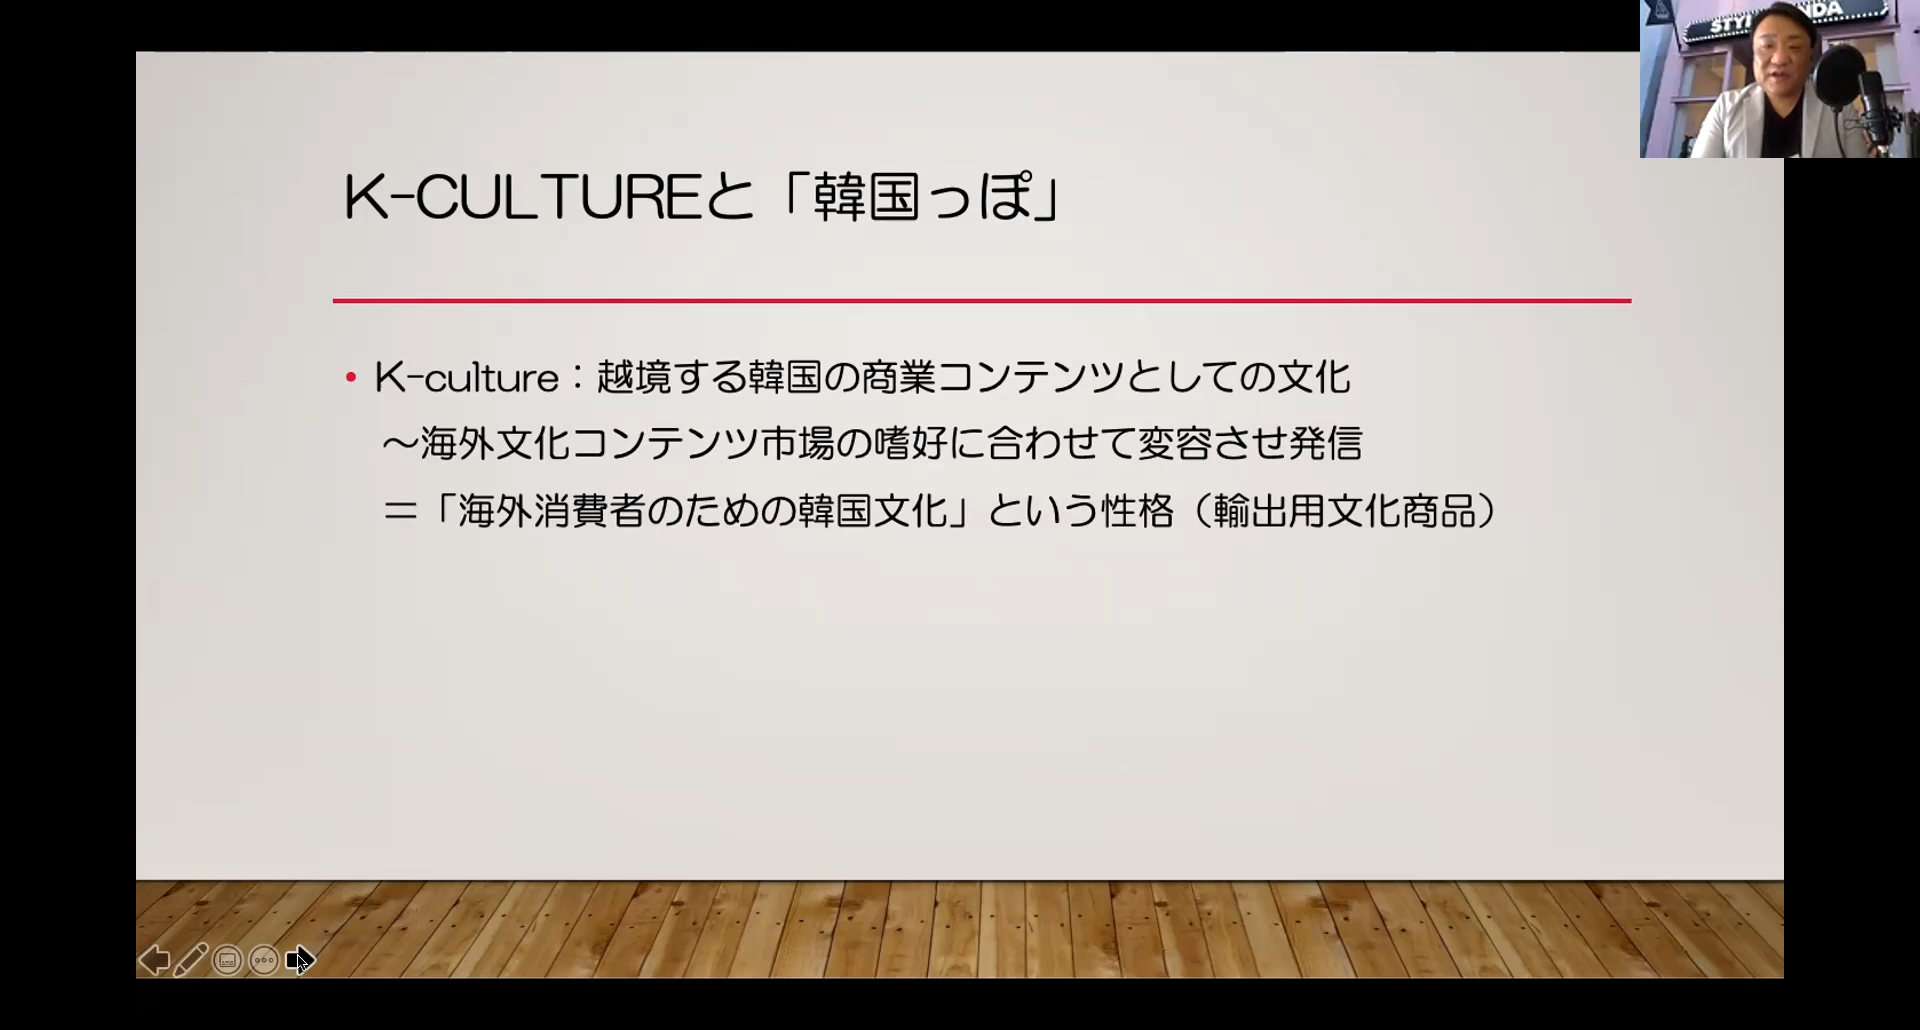 K-CULTUREと「韓国っぽ」
• K-culture：越境する韓国の商業コンテンツとしての文化
～海外文化コンテンツ市場の嗜好に合わせて変容させ発信
＝「海外消費者のための韓国文化」という性格（輸出用文化商品）